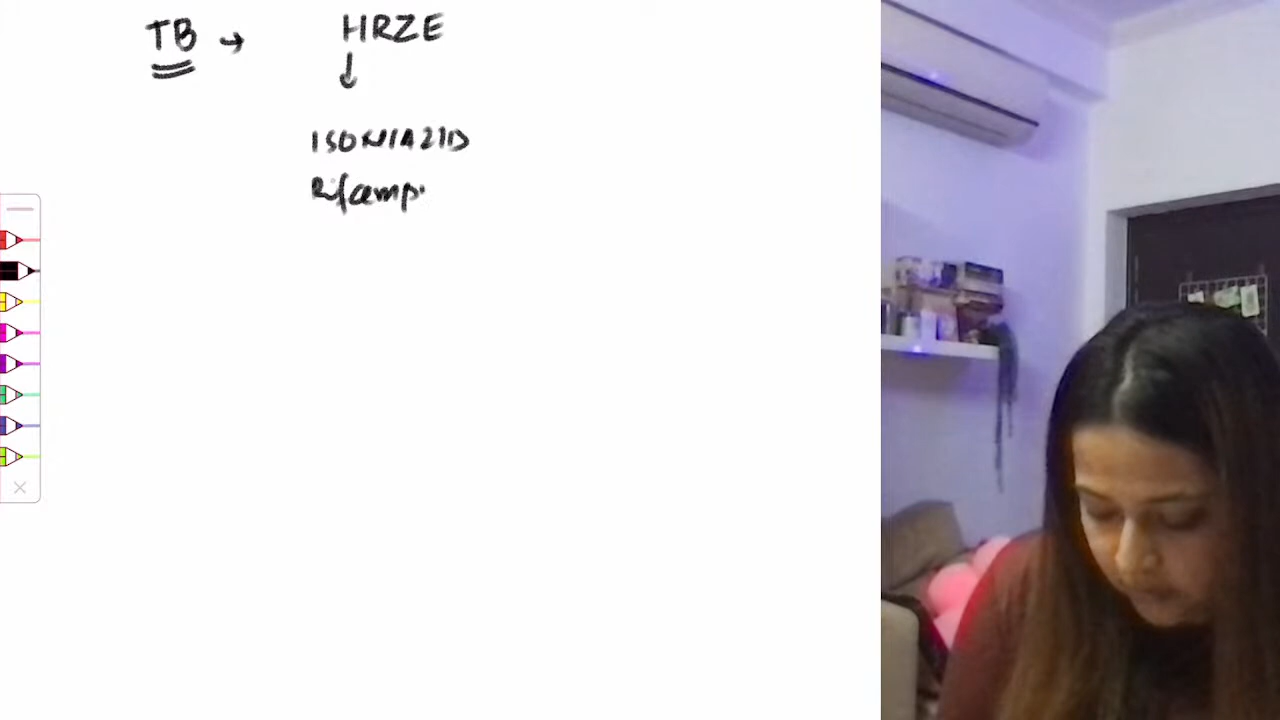 TB → HRZE
↓
ISONIAZID
Rifamp